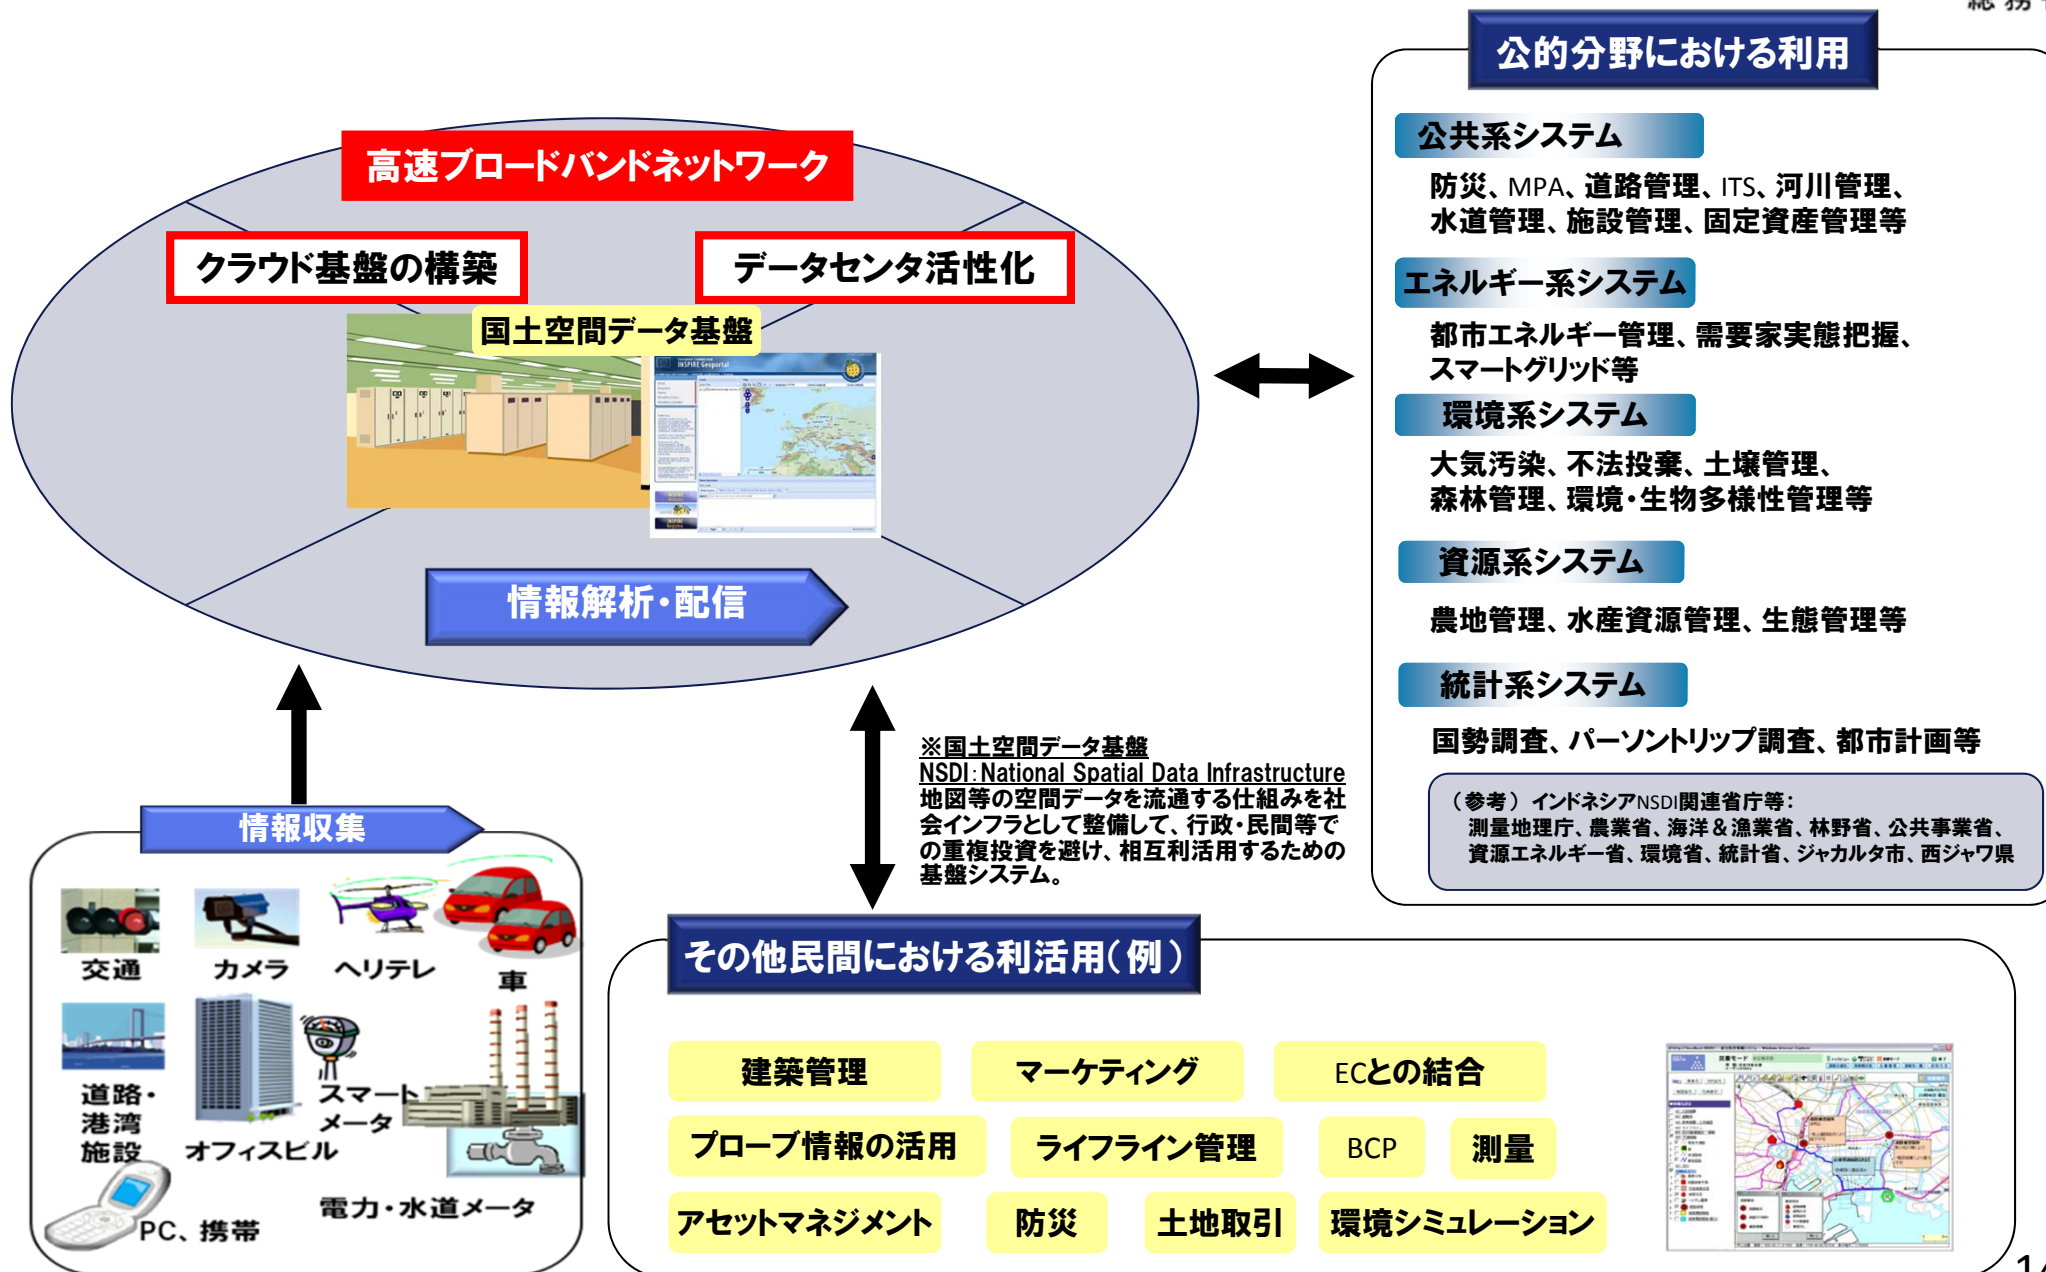 公的分野における利用
高速ブロードバンドネットワーク
クラウド基盤の構築
データセンタ活性化
国土空間データ基盤
INSPIRE Geoportal
情報解析・配信
公共系システム
防災、MPA、道路管理、ITS、河川管理、
水道管理、施設管理、固定資産管理等
エネルギー系システム
都市エネルギー管理、需要家実態把握、
スマートグリッド等
環境系システム
大気汚染、不法投棄、土壌管理、
森林管理、環境・生物多様性管理等
資源系システム
農地管理、水産資源管理、生態管理等
統計系システム
国勢調査、パーソントリップ調査、都市計画等
（参考）インドネシアNSDI関連省庁等：
測量地理庁、農業省、海洋＆漁業省、林野省、公共事業省、
資源エネルギー省、環境省、統計省、ジャカルタ市、西ジャワ県
※国土空間データ基盤
NSDI：National Spatial Data Infrastructure
地図等の空間データを流通する仕組みを社
会インフラとして整備して、行政・民間等で
の重複投資を避け、相互利活用するための
基盤システム。
情報収集
交通
カメラ
ヘリテレ
車
道路・
港湾
施設
オフィスビル
スマート
メータ
電力・水道メータ
PC、携帯
その他民間における利活用（例）
建築管理
マーケティング
ECとの結合
プローブ情報の活用
ライフライン管理
BCP
測量
アセットマネジメント
防災
土地取引
環境シミュレーション